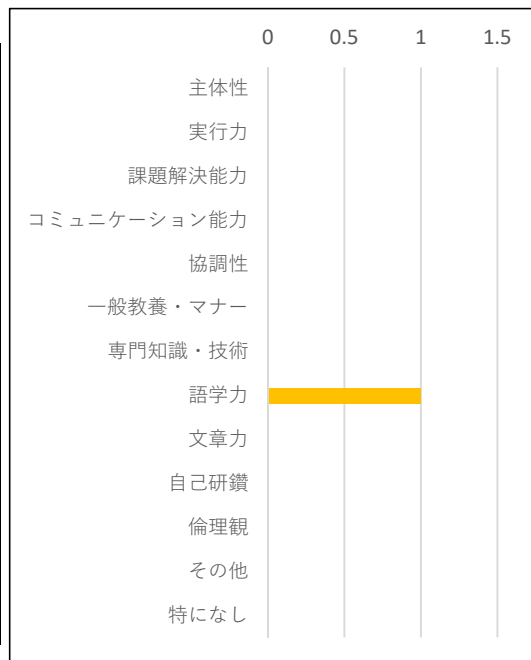 0 0.5 1 1.5
主体性
実行力
課題解決能力
コミュニケーション能力
協調性
一般教養・マナー
専門知識・技術
語学力
文章力
自己研鑽
倫理観
その他
特になし